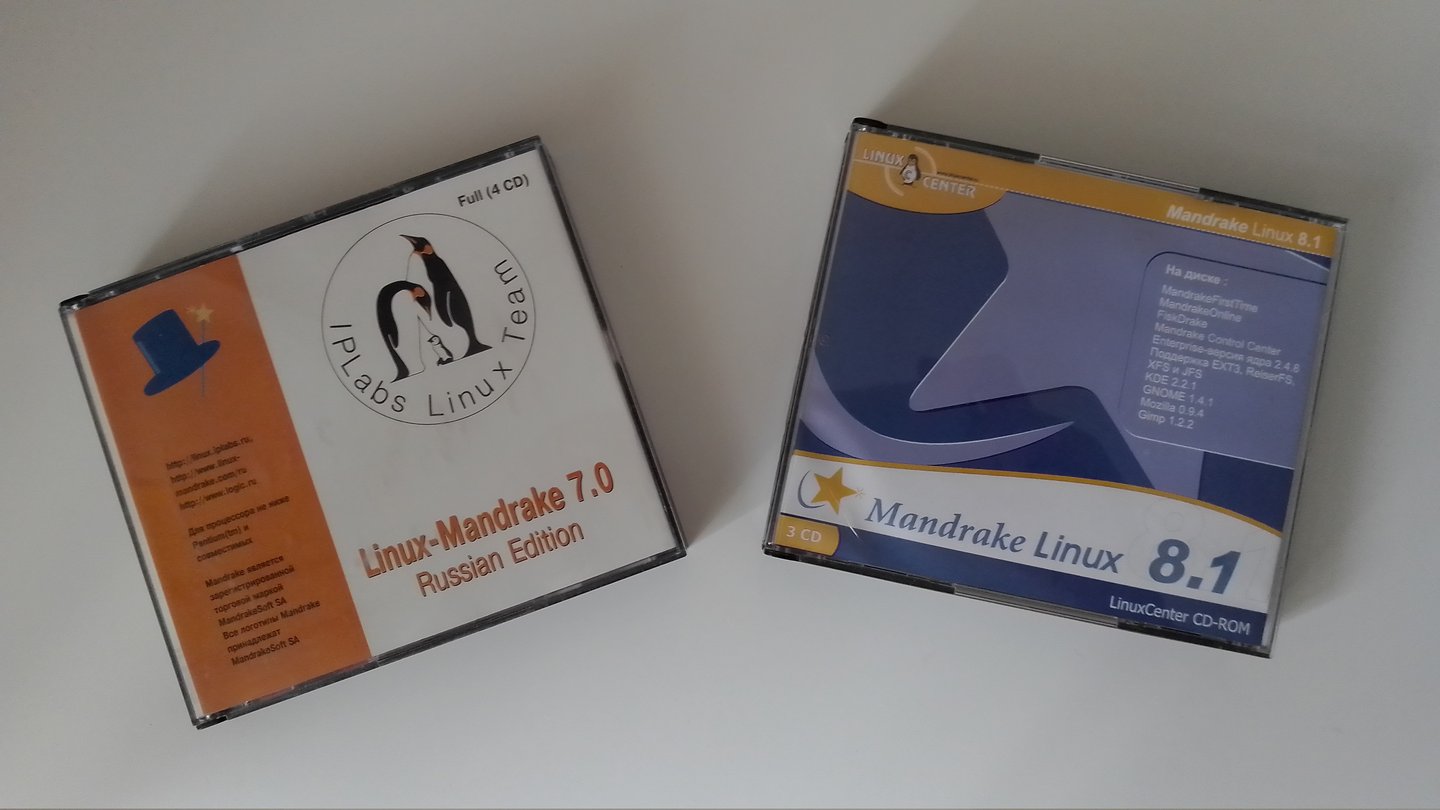 Full (4 CD)
IPLabs Linux Team
http://linux.iplabs.ru,
http://www.linux-
mandrake.com/ru
http://www.logic.ru
Для процессора не ниже
Pentium(tm) и
совместимых
Mandrake является
зарегистрированной
торговой маркой
MandrakeSoft SA
Все логотипы Mandrake
принадлежат
MandrakeSoft SA
Linux-Mandrake 7.0
Russian Edition
LINUX
CENTER
Mandrake Linux 8.1
На диске :
MandrakeFirstTime
MandrakeOnline
FiskDrake
Mandrake Control Center
Enterprise-версия ядра 2.4.8
Поддержка EXT3, ReiserFS,
XFS и JFS
KDE 2.2.1
GNOME 1.4.1
Mozilla 0.9.4
Gimp 1.2.2
Mandrake Linux 8.1
3 CD
LinuxCenter CD-ROM